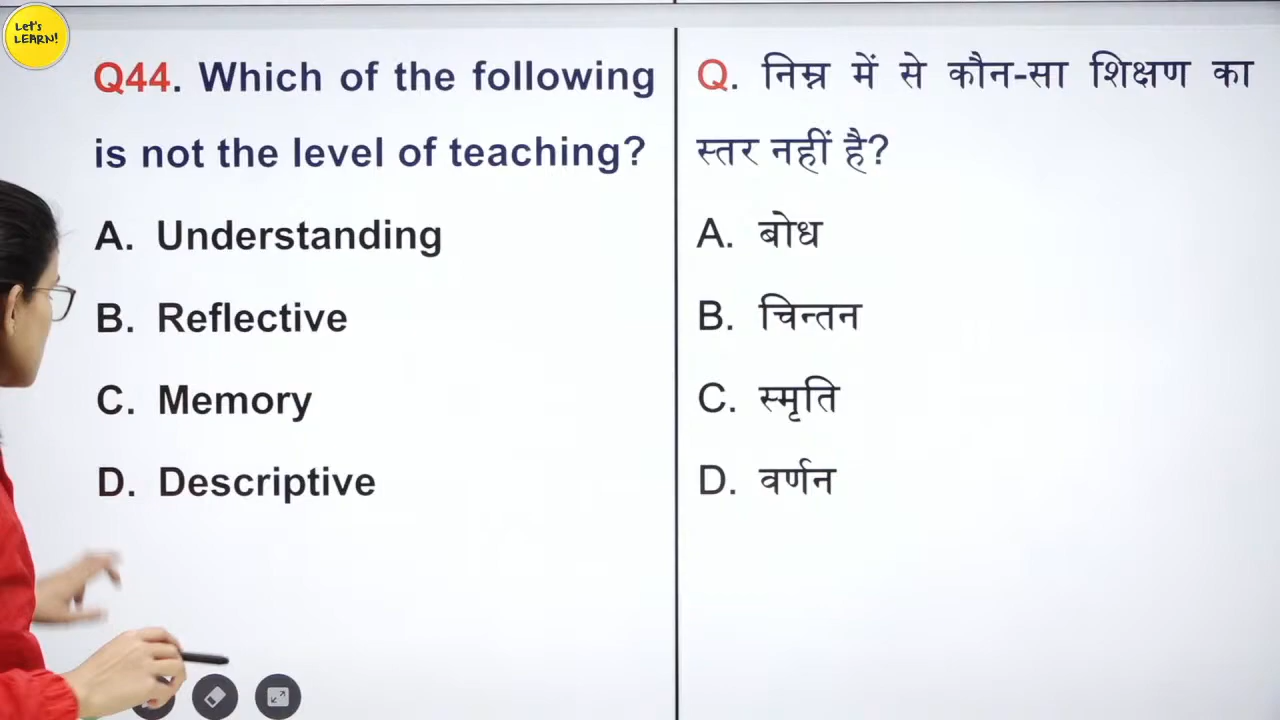 Let's
LEARN!
Q44. Which of the following
is not the level of teaching?
A. Understanding
B. Reflective
C. Memory
D. Descriptive
Q. निम्न में से कौन-सा शिक्षण का
स्तर नहीं है?
A. बोध
B. चिन्तन
C. स्मृति
D. वर्णन